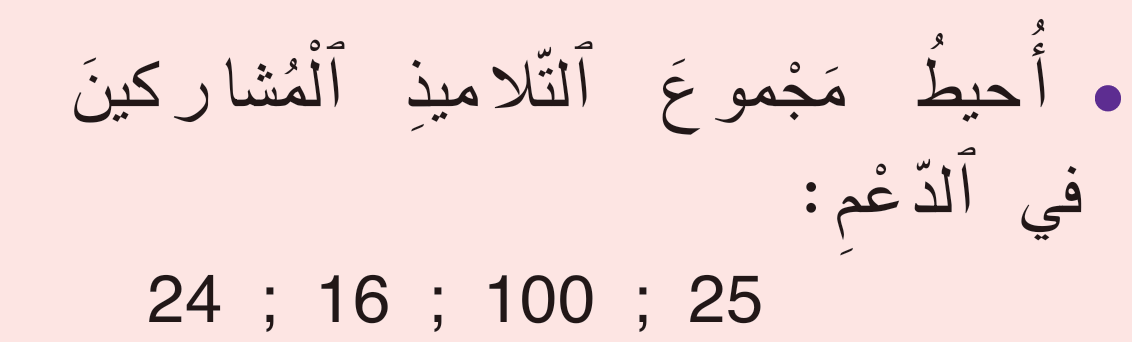 • أُحيطُ مَجْموعَ ٱلتّلاميذِ ٱلْمُشاركينَ
في ٱلدّعْمِ :
24 ; 16 ; 100 ; 25